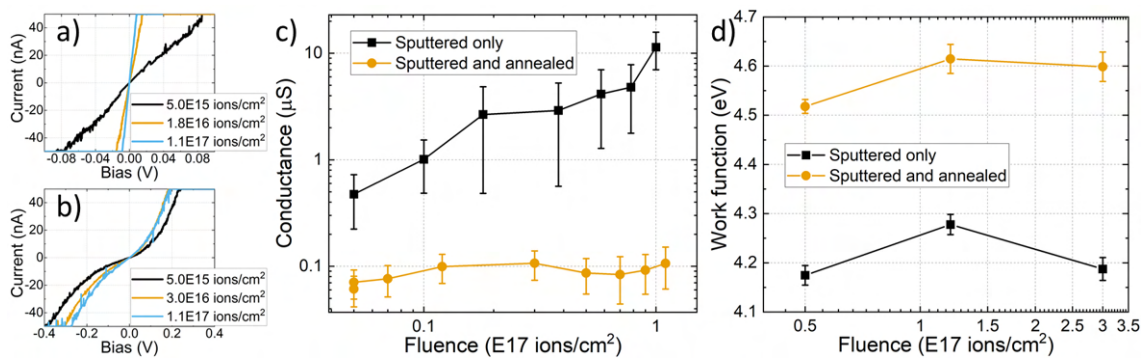 a)
Current (nA)
40
20
0
-20
-40
5.0E15 ions/cm²
1.8E16 ions/cm²
1.1E17 ions/cm²
-0.08 -0.04 0.00 0.04 0.08
Bias (V)
b)
Current (nA)
40
20
0
-20
-40
5.0E15 ions/cm²
3.0E16 ions/cm²
1.1E17 ions/cm²
-0.4 -0.2 0.0 0.2 0.4
Bias (V)
c)
Conductance (µS)
10
1
0.1
Sputtered only
Sputtered and annealed
0.1 1
Fluence (E17 ions/cm²)
d)
Work function (eV)
4.7
4.6
4.5
4.4
4.3
4.2
4.1
Sputtered only
Sputtered and annealed
0.5 1 1.5 2 2.5 3 3.5
Fluence (E17 ions/cm²)